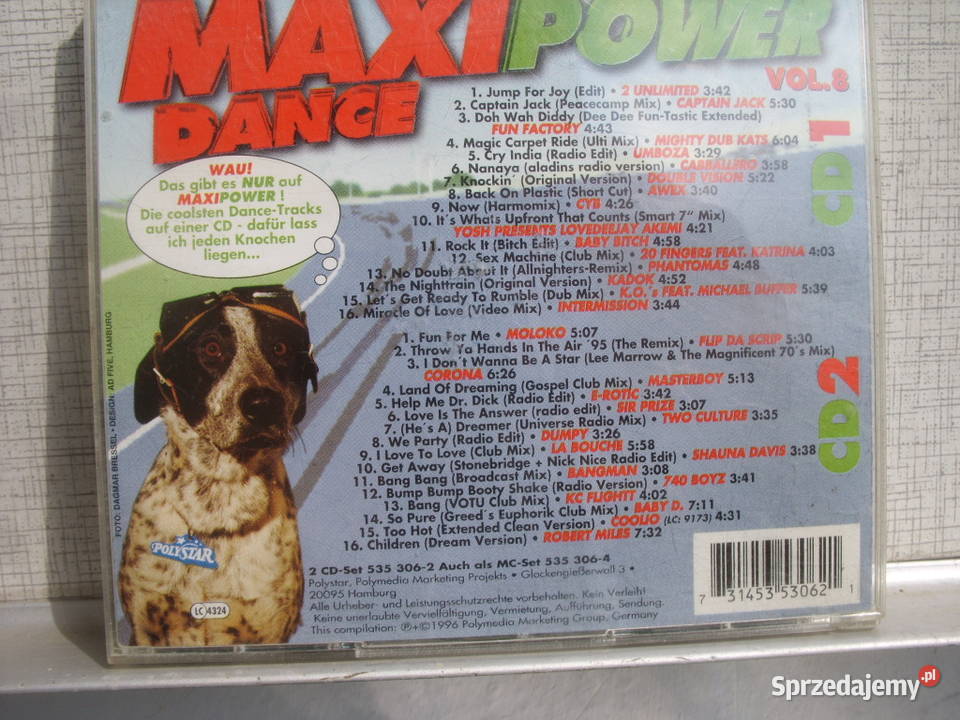 MAXI POWER
DANCE
VOL.8
WAU!
Das gibt es NUR auf
MAXIPOWER !
Die coolsten Dance-Tracks
auf einer CD - dafür lass
ich jeden Knochen
liegen...
CD 1
1. Jump For Joy (Edit) • 2 UNLIMITED 3:42
2. Captain Jack (Peacecamp Mix) • CAPTAIN JACK 5:30
3. Doh Wah Diddy (Dee Dee Fun-Tastic Extended)
FUN FACTORY 4:43
4. Magic Carpet Ride (Ulti Mix) • MIGHTY DUB KATS 6:04
5. Cry India (Radio Edit) • UMBOZA 3:29
6. Nanaya (aladins radio version) • CABBALLERO 3:58
7. Knockin´ (Original Version) • DOUBLE VISION 5:22
8. Back On Plastic (Short Cut) • AWEX 3:40
9. Now (Harmomix) • CYB 4:26
10. It´s Whats Upfront That Counts (Smart 7" Mix)
YOSH PRESENTS LOVEDEEJAY AKEMI 4:21
11. Rock It (Bitch Edit) • BABY BITCH 4:58
12. Sex Machine (Club Mix) • 20 FINGERS FEAT. KATRINA 4:03
13. No Doubt About It (Allnighters-Remix) • PHANTOMAS 4:48
14. The Nighttrain (Original Version) • KADOK 4:52
15. Let´s Get Ready To Rumble (Dub Mix) • K.O.´s FEAT. MICHAEL BUFFER 5:39
16. Miracle Of Love (Video Mix) • INTERMISSION 3:44
CD 2
1. Fun For Me • MOLOKO 5:07
2. Throw Ya Hands In The Air ´95 (The Remix) • FLIP DA SCRIP 5:30
3. I Don´t Wanna Be A Star (Lee Marrow & The Magnificent 70´s Mix)
CORONA 6:26
4. Land Of Dreaming (Gospel Club Mix) • MASTERBOY 5:13
5. Help Me Dr. Dick (Radio Edit) • E-ROTIC 3:42
6. Love Is The Answer (radio edit) • SIR PRIZE 3:07
7. (He´s A) Dreamer (Universe Radio Mix) • TWO CULTURE 3:35
8. We Party (Radio Edit) • DUMPY 3:26
9. I Love To Love (Club Mix) • LA BOUCHE 5:58
10. Get Away (Stonebridge + Nick Nice Radio Edit) • SHAUNA DAVIS 3:38
11. Bang Bang (Broadcast Mix) • BANGMAN 3:08
12. Bump Bump Booty Shake (Radio Version) • 740 BOYZ 3:41
13. Bang (VOTU Club Mix) • KC FLIGHTT 4:02
14. So Pure (Greed´s Euphorik Club Mix) • BABY D. 7:11
15. Too Hot (Extended Clean Version) • COOLIO (LC: 9173) 4:31
16. Children (Dream Version) • ROBERT MILES 7:32
2 CD-Set 535 306-2 Auch als MC-Set 535 306-4
Polystar, Polymedia Marketing Projekts • Glockengießerwall 3 •
20095 Hamburg
Alle Urheber- und Leistungsschutzrechte vorbehalten. Kein Verleih!
Keine unerlaubte Vervielfältigung, Vermietung, Aufführung, Sendung.
This compilation: ℗+© 1996 Polymedia Marketing Group, Germany
FOTO: DAGMAR BRESSEL • DESIGN: AD FIVE, HAMBURG
POLYSTAR
LC 4324
7 31453 53062 1
Sprzedajemy.pl